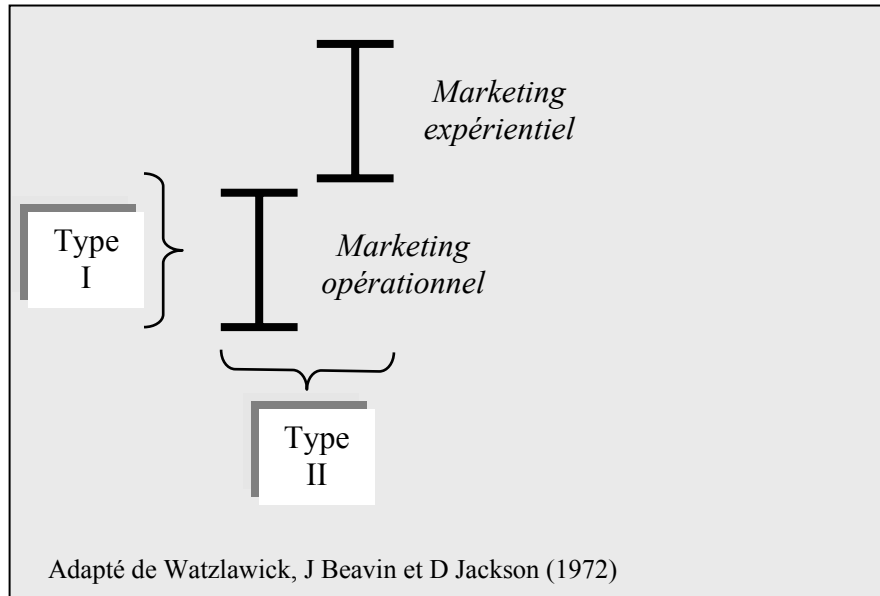 Marketing
expérientiel
Type
I
Marketing
opérationnel
Type
II
Adapté de Watzlawick, J Beavin et D Jackson (1972)